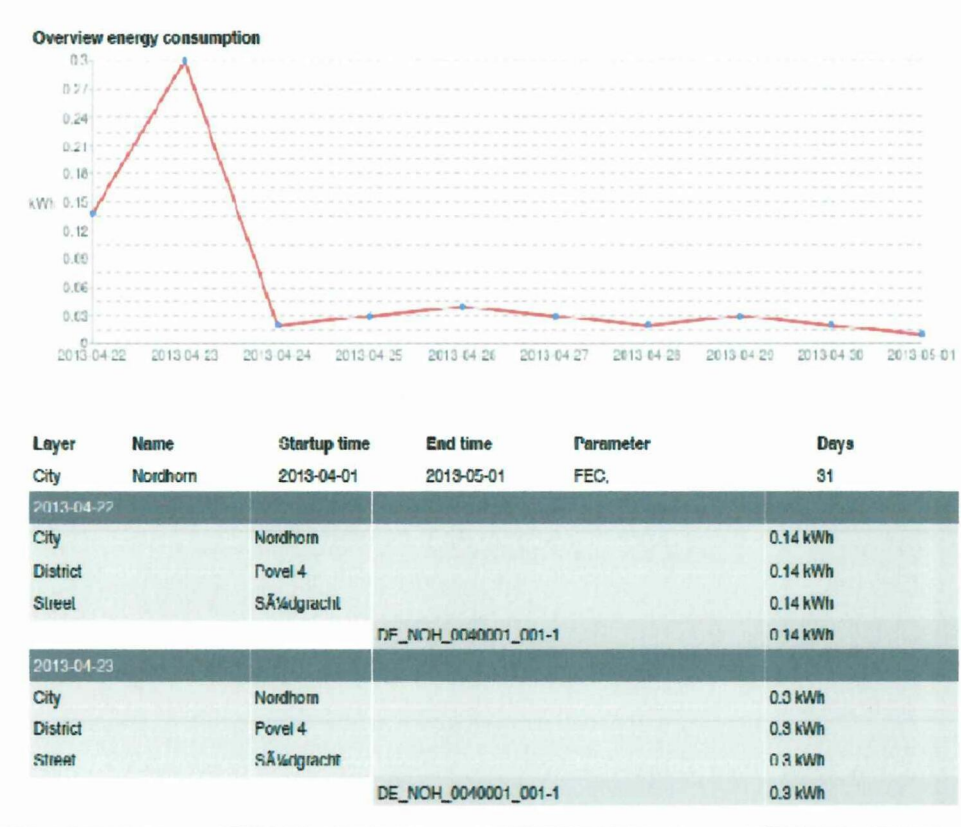 Overview energy consumption
0.3
0.27
0.24
0.21
0.18
kWh 0.15
0.12
0.09
0.06
0.03
0
2013-04-22 2013-04-23 2013-04-24 2013-04-25 2013-04-26 2013-04-27 2013-04-28 2013-04-29 2013-04-30 2013-05-01
Layer Name Startup time End time Parameter Days
City Nordhorn 2013-04-01 2013-05-01 FEC, 31
2013-04-22
City Nordhorn 0.14 kWh
District Povel 4 0.14 kWh
Street SÃ¼dgracht 0.14 kWh
DE_NOH_0040001_001-1 0.14 kWh
2013-04-23
City Nordhorn 0.3 kWh
District Povel 4 0.3 kWh
Street SÃ¼dgracht 0.3 kWh
DE_NOH_0040001_001-1 0.3 kWh